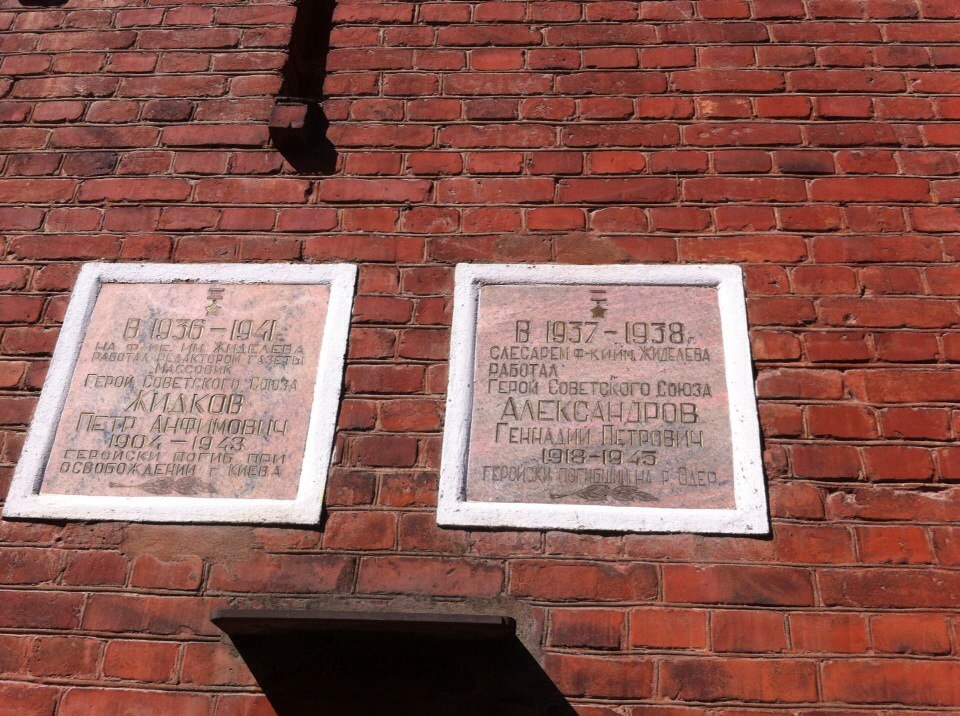 В 1936-1941
НА Ф-КЕ ИМ ЖИДЕЛЕВА
РАБОТАЛ РЕДАКТОРОМ ГАЗЕТЫ
МАССОВИК
ГЕРОЙ СОВЕТСКОГО СОЮЗА
ЖИДКОВ
ПЕТР АНФИМОВИЧ
1904-1943
ГЕРОЙСКИ ПОГИБ ПРИ
ОСВОБОЖДЕНИИ Г КИЕВА
В 1937-1938
СЛЕСАРЕМ Ф-КИ ИМ. ЖИДЕЛЕВА
РАБОТАЛ
ГЕРОЙ СОВЕТСКОГО СОЮЗА
АЛЕКСАНДРОВ
ГЕННАДИЙ ПЕТРОВИЧ
1918-1945
ГЕРОЙСКИ ПОГИБШИЙ НА Р. ОДЕР